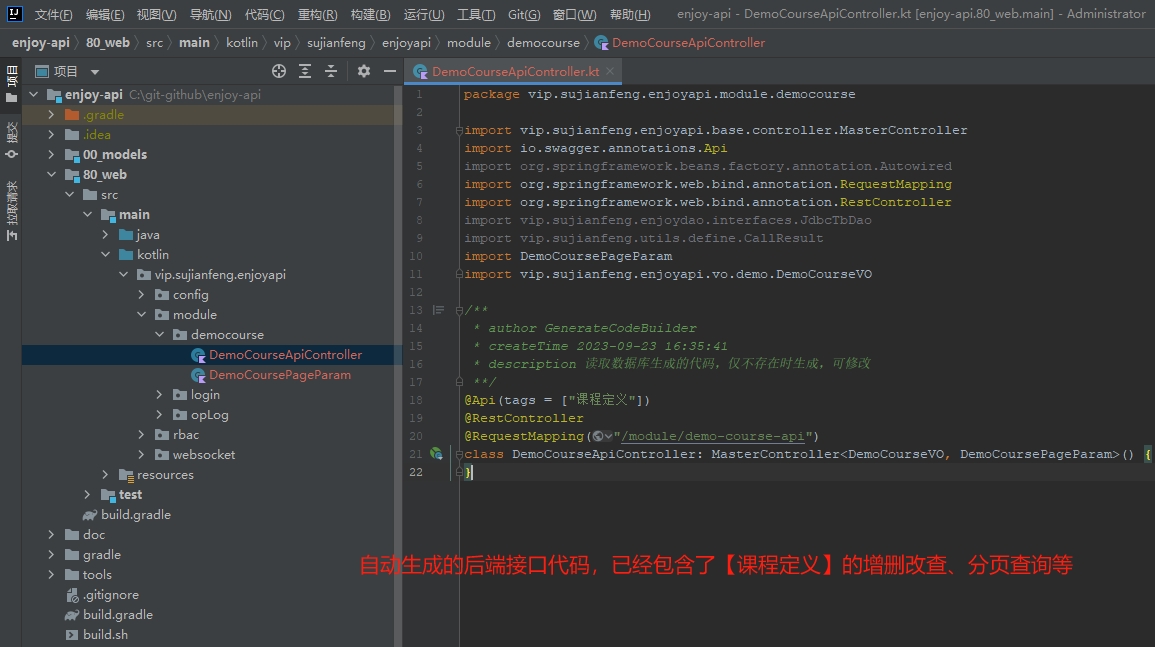 文件(F) 编辑(E) 视图(V) 导航(N) 代码(C) 重构(R) 构建(B) 运行(U) 工具(T) Git(G) 窗口(W) 帮助(H) enjoy-api - DemoCourseApiController.kt [enjoy-api.80_web.main] - Administrator
enjoy-api 80_web src main kotlin vip sujianfeng enjoyapi module democourse DemoCourseApiController
项目
提交
拉取请求
项目
enjoy-api C:\git-github\enjoy-api
.gradle
.idea
00_models
80_web
src
main
java
kotlin
vip.sujianfeng.enjoyapi
config
module
democourse
DemoCourseApiController
DemoCoursePageParam
login
opLog
rbac
websocket
resources
test
build.gradle
doc
gradle
tools
.gitignore
build.gradle
build.sh
DemoCourseApiController.kt
1 package vip.sujianfeng.enjoyapi.module.democourse
2
3 import vip.sujianfeng.enjoyapi.base.controller.MasterController
4 import io.swagger.annotations.Api
5 import org.springframework.beans.factory.annotation.Autowired
6 import org.springframework.web.bind.annotation.RequestMapping
7 import org.springframework.web.bind.annotation.RestController
8 import vip.sujianfeng.enjoydao.interfaces.JdbcTbDao
9 import vip.sujianfeng.utils.define.CallResult
10 import DemoCoursePageParam
11 import vip.sujianfeng.enjoyapi.vo.demo.DemoCourseVO
12
13 /**
14 * author GenerateCodeBuilder
15 * createTime 2023-09-23 16:35:41
16 * description 读取数据库生成的代码，仅不存在时生成，可修改
17 **/
18 @Api(tags = ["课程定义"])
19 @RestController
20 @RequestMapping("/module/demo-course-api")
21 class DemoCourseApiController: MasterController<DemoCourseVO, DemoCoursePageParam>() {
22 }
自动生成的后端接口代码，已经包含了【课程定义】的增删改查、分页查询等